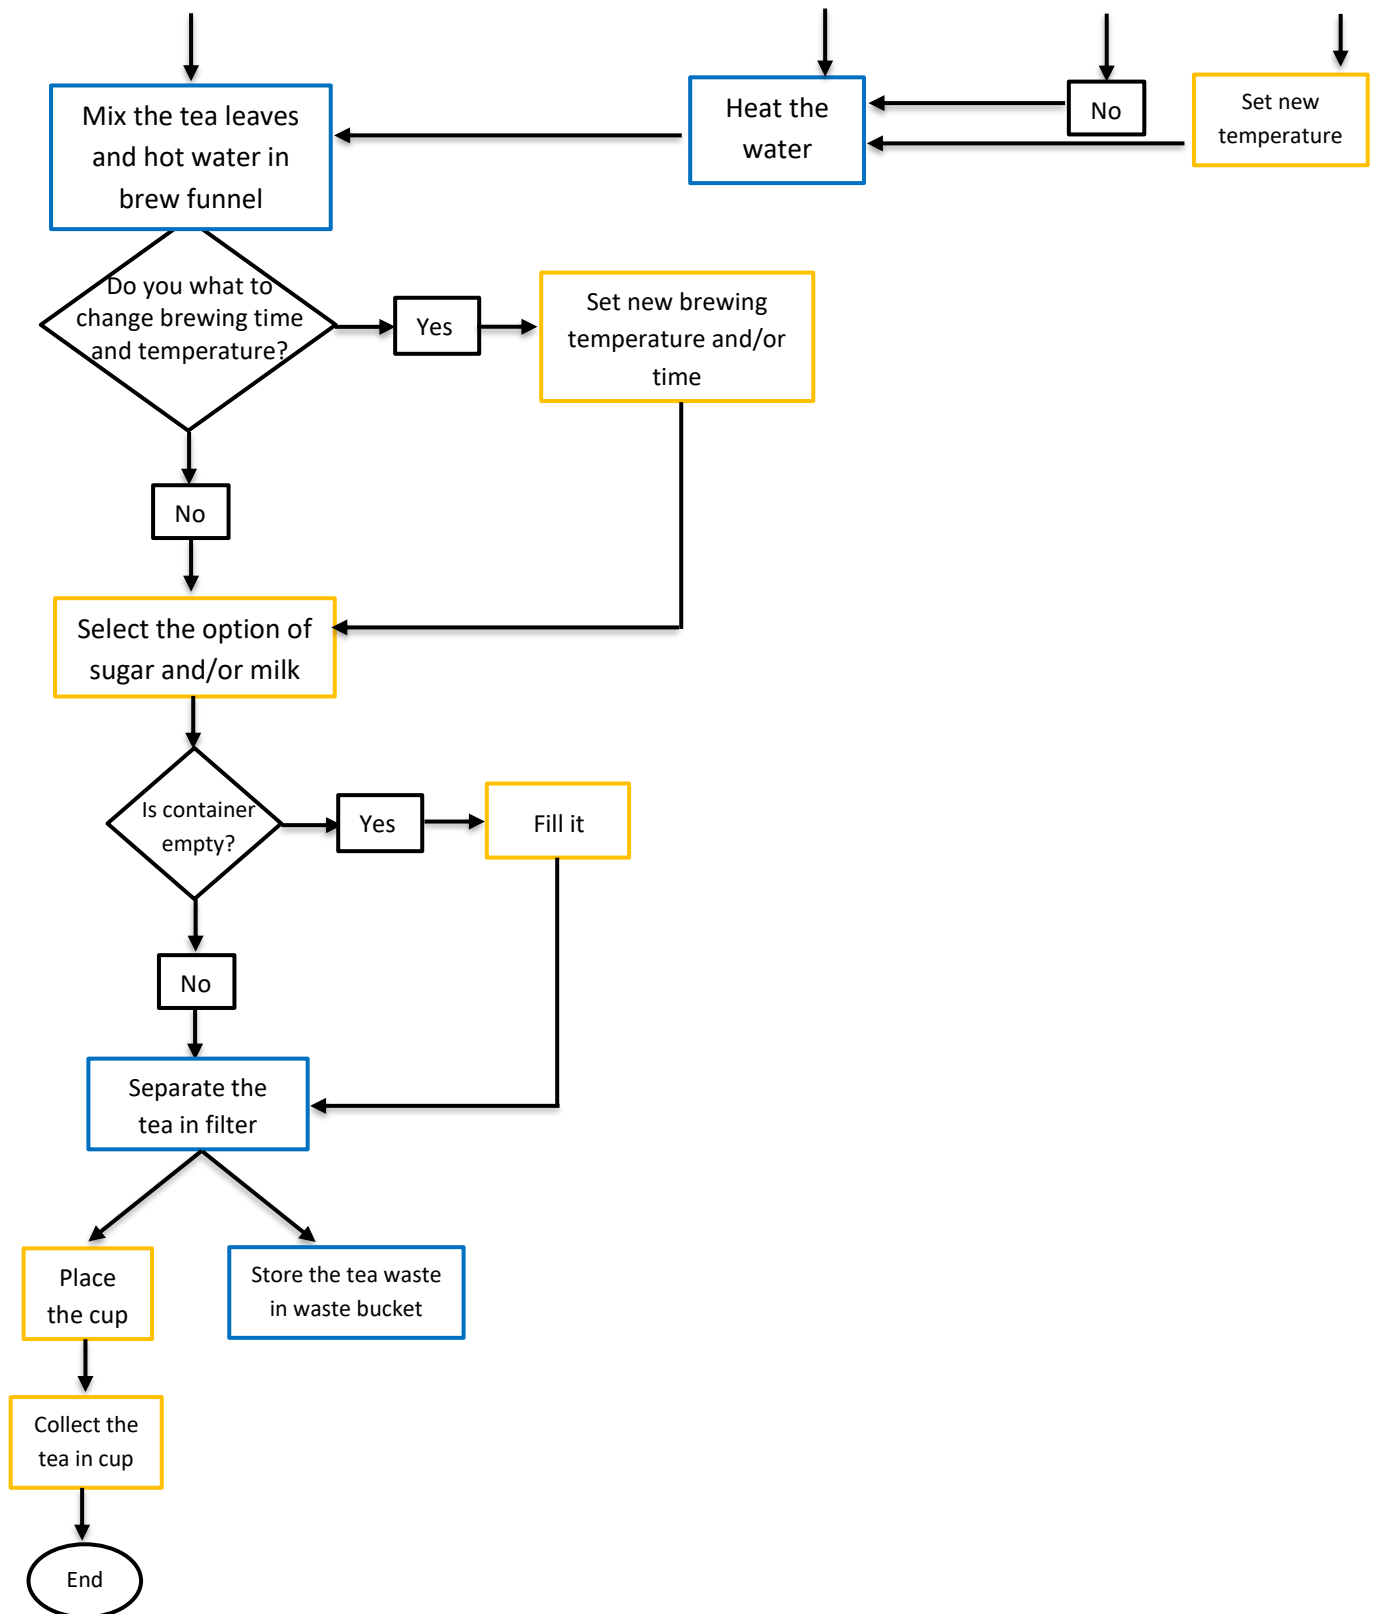 Mix the tea leaves
and hot water in
brew funnel
Heat the
water
No
Set new
temperature
Do you what to
change brewing time
and temperature?
Yes
Set new brewing
temperature and/or
time
No
Select the option of
sugar and/or milk
Is container
empty?
Yes
Fill it
No
Separate the
tea in filter
Place
the cup
Store the tea waste
in waste bucket
Collect the
tea in cup
End